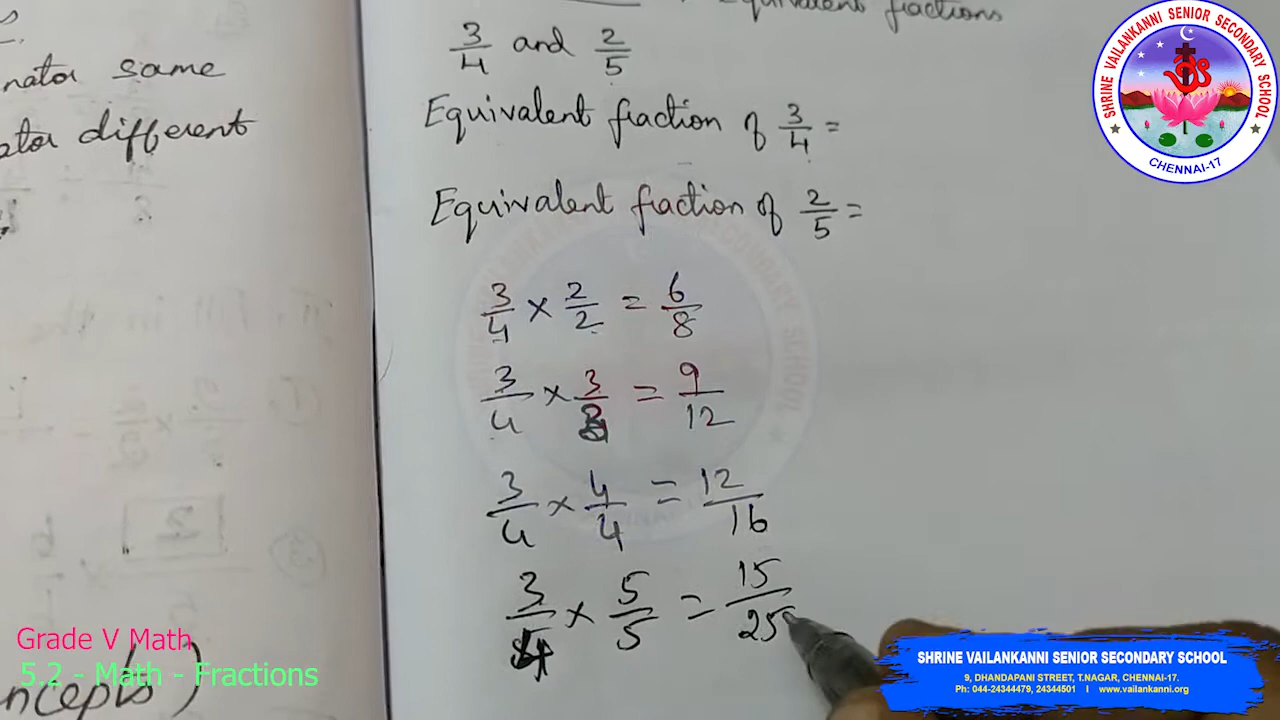 nator same
ator different
Equivalent fractions
3/4 and 2/5
Equivalent fraction of 3/4 =
Equivalent fraction of 2/5 =
3/4 × 2/2 = 6/8
3/4 × 3/3 = 9/12
3/4 × 4/4 = 12/16
3/4 × 5/5 = 15/25
ncepts)
Grade V Math
5.2 - Math - Fractions
SHRINE VAILANKANNI SENIOR SECONDARY SCHOOL
CHENNAI-17
SHRINE VAILANKANNI SENIOR SECONDARY SCHOOL
9, DHANDAPANI STREET, T.NAGAR, CHENNAI-17.
Ph: 044-24344479, 24344501 I www.vailankanni.org